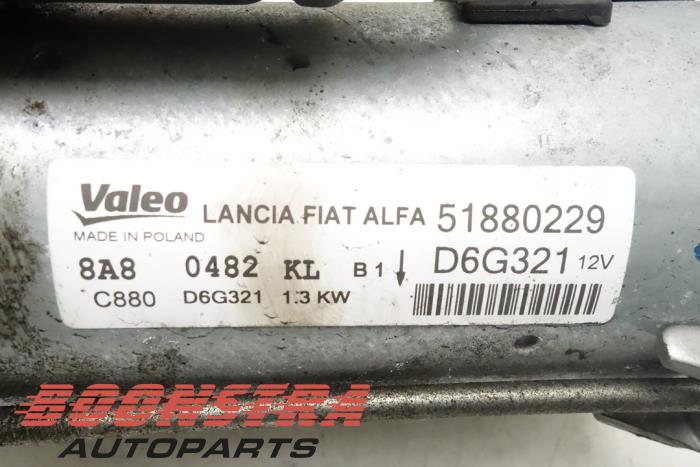 Valeo LANCIA FIAT ALFA 51880229
MADE IN POLAND
8A8 0482 KL B1 ↓ D6G321 12V
C880 D6G321 1.3 KW
BOONSTRA
AUTOPARTS